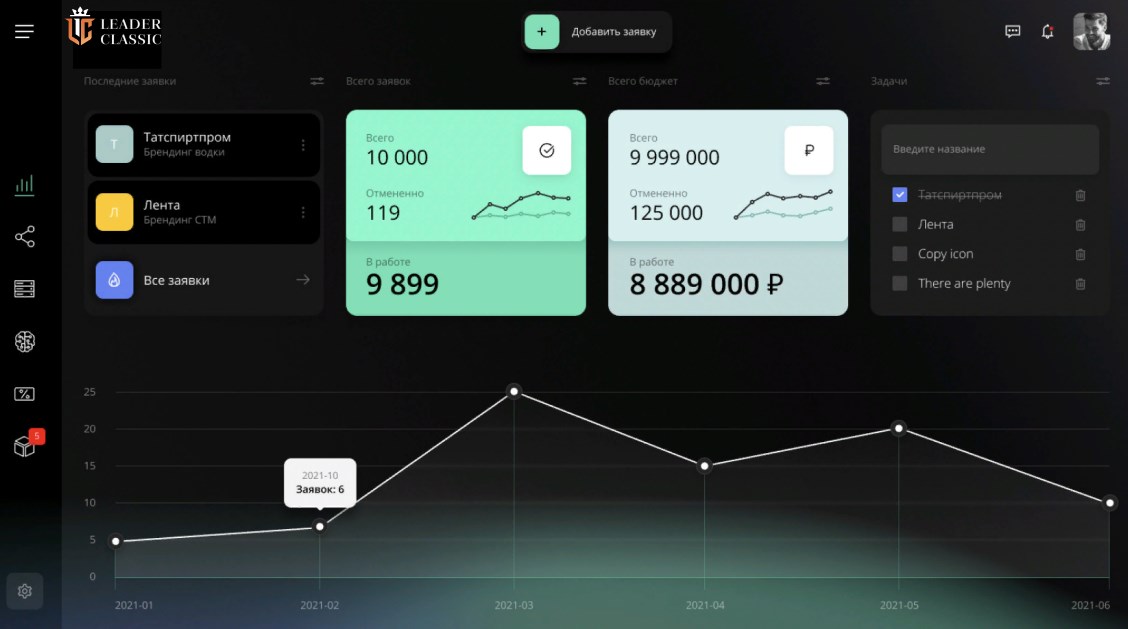 LEADER
CLASSIC
+ Добавить заявку
Последние заявки
Т
Татспиртпром
Брендинг водки
Л
Лента
Брендинг СТМ
Все заявки
Всего заявок
Всего
10 000
Отмененно
119
В работе
9 899
Всего бюджет
Всего
9 999 000
₽
Отмененно
125 000
В работе
8 889 000 ₽
Задачи
Введите название
Татспиртпром
Лента
Copy icon
There are plenty
5
25
20
15
10
5
0
2021-10
Заявок: 6
2021-01
2021-02
2021-03
2021-04
2021-05
2021-06